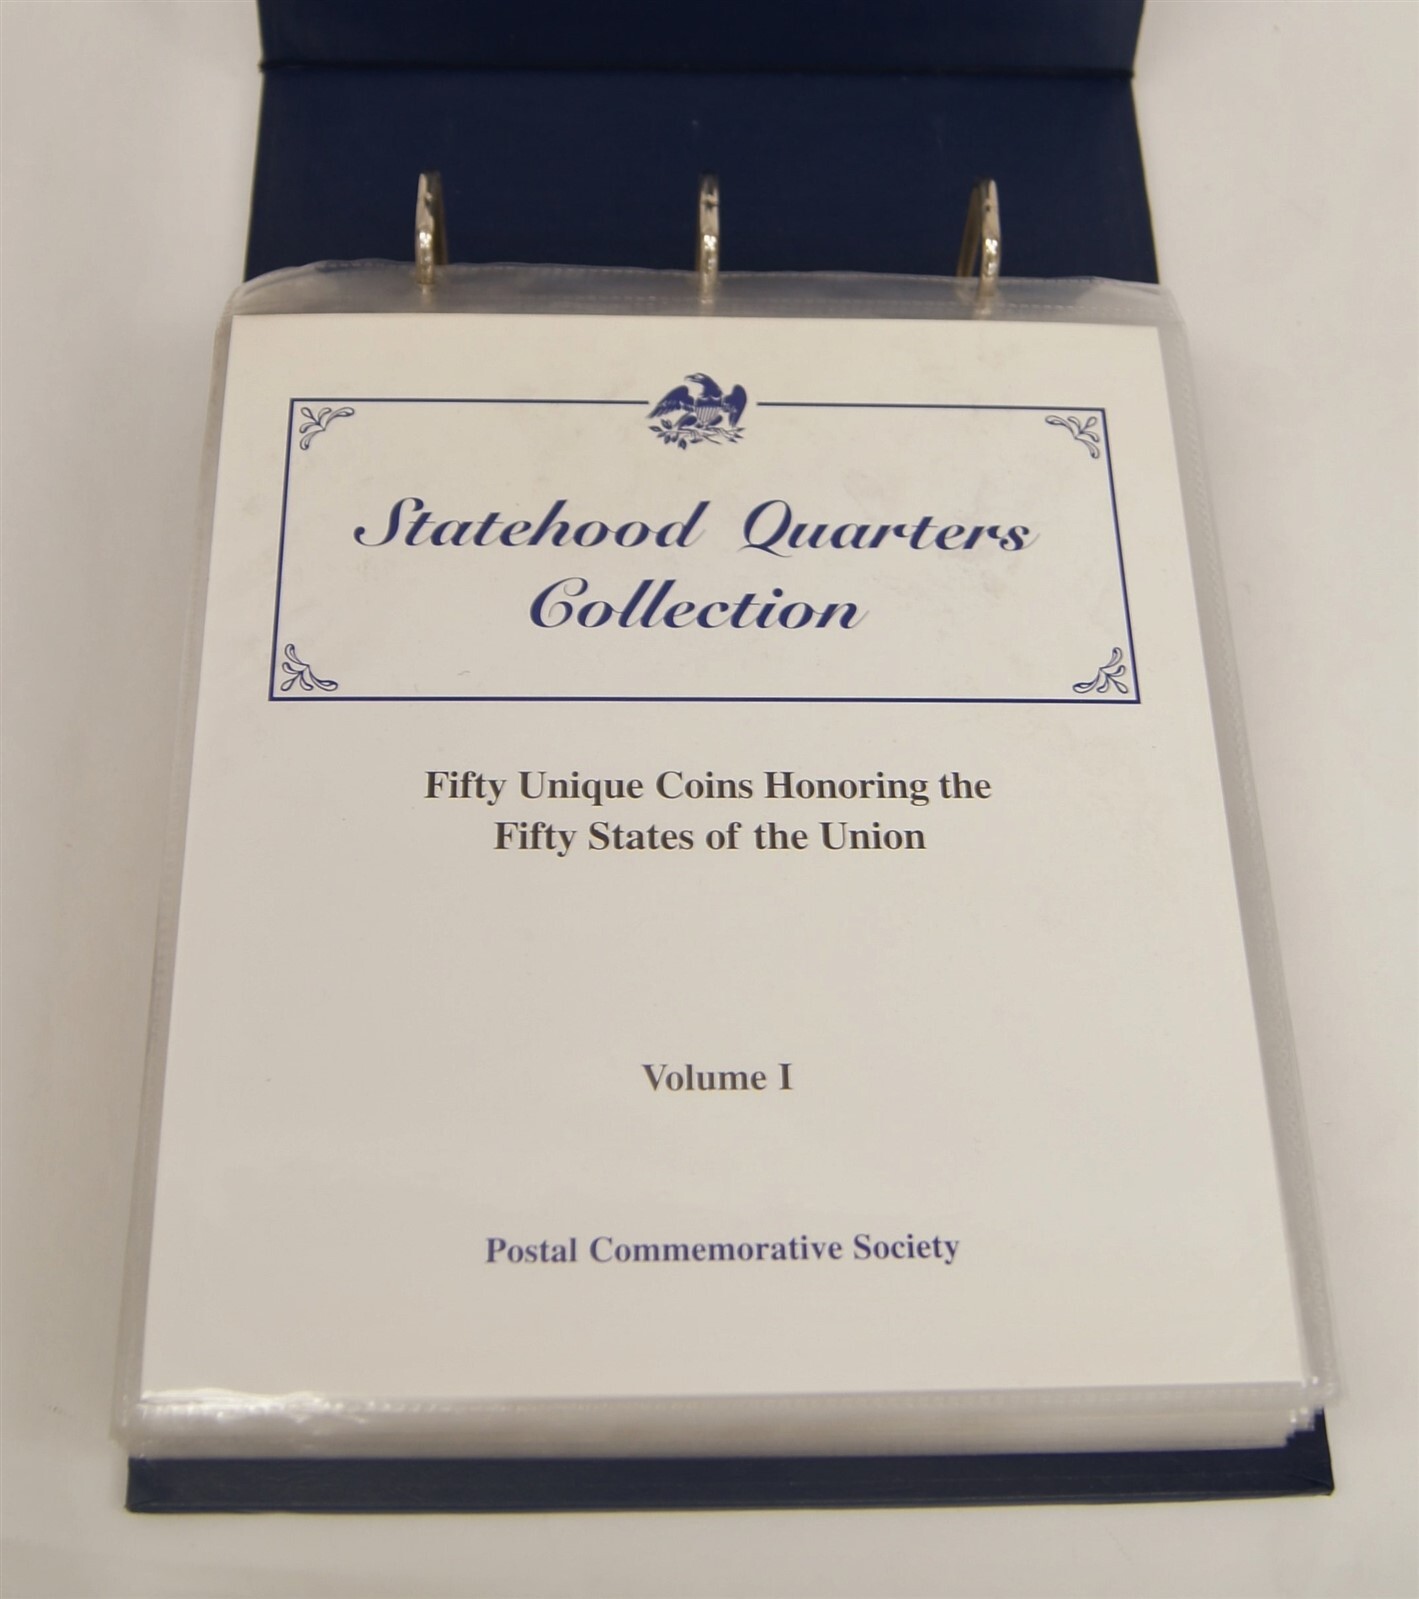 Statehood Quarters
Collection
Fifty Unique Coins Honoring the
Fifty States of the Union
Volume I
Postal Commemorative Society